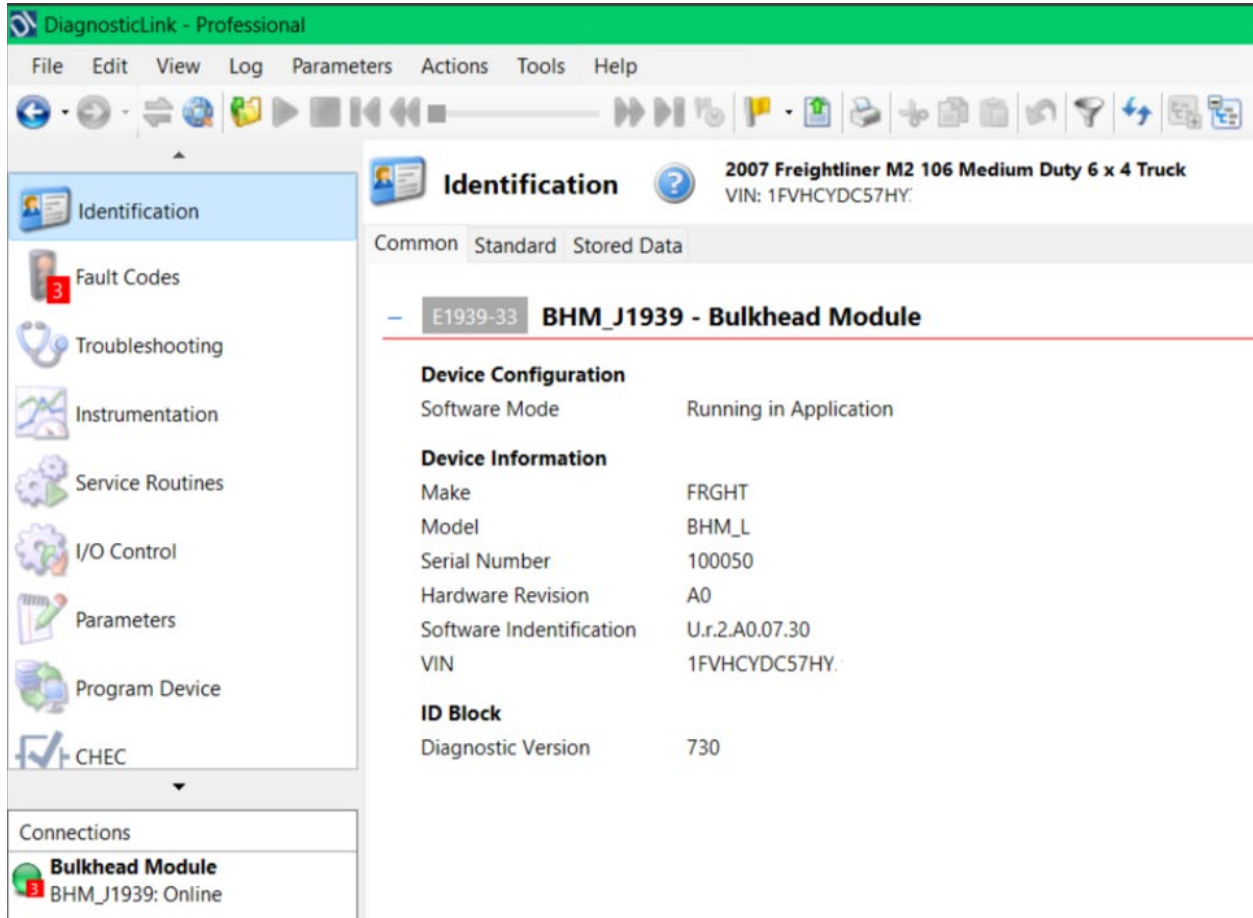 DiagnosticLink - Professional
File Edit View Log Parameters Actions Tools Help
Identification
3
Fault Codes
Troubleshooting
Instrumentation
Service Routines
I/O Control
Parameters
Program Device
CHEC
Connections
Bulkhead Module
3
BHM_J1939: Online
Identification
2007 Freightliner M2 106 Medium Duty 6 x 4 Truck
VIN: 1FVHCYDC57HY
Common Standard Stored Data
E1939-33 BHM_J1939 - Bulkhead Module
Device Configuration
Software Mode Running in Application
Device Information
Make FRGHT
Model BHM_L
Serial Number 100050
Hardware Revision A0
Software Indentification U.r.2.A0.07.30
VIN 1FVHCYDC57HY
ID Block
Diagnostic Version 730